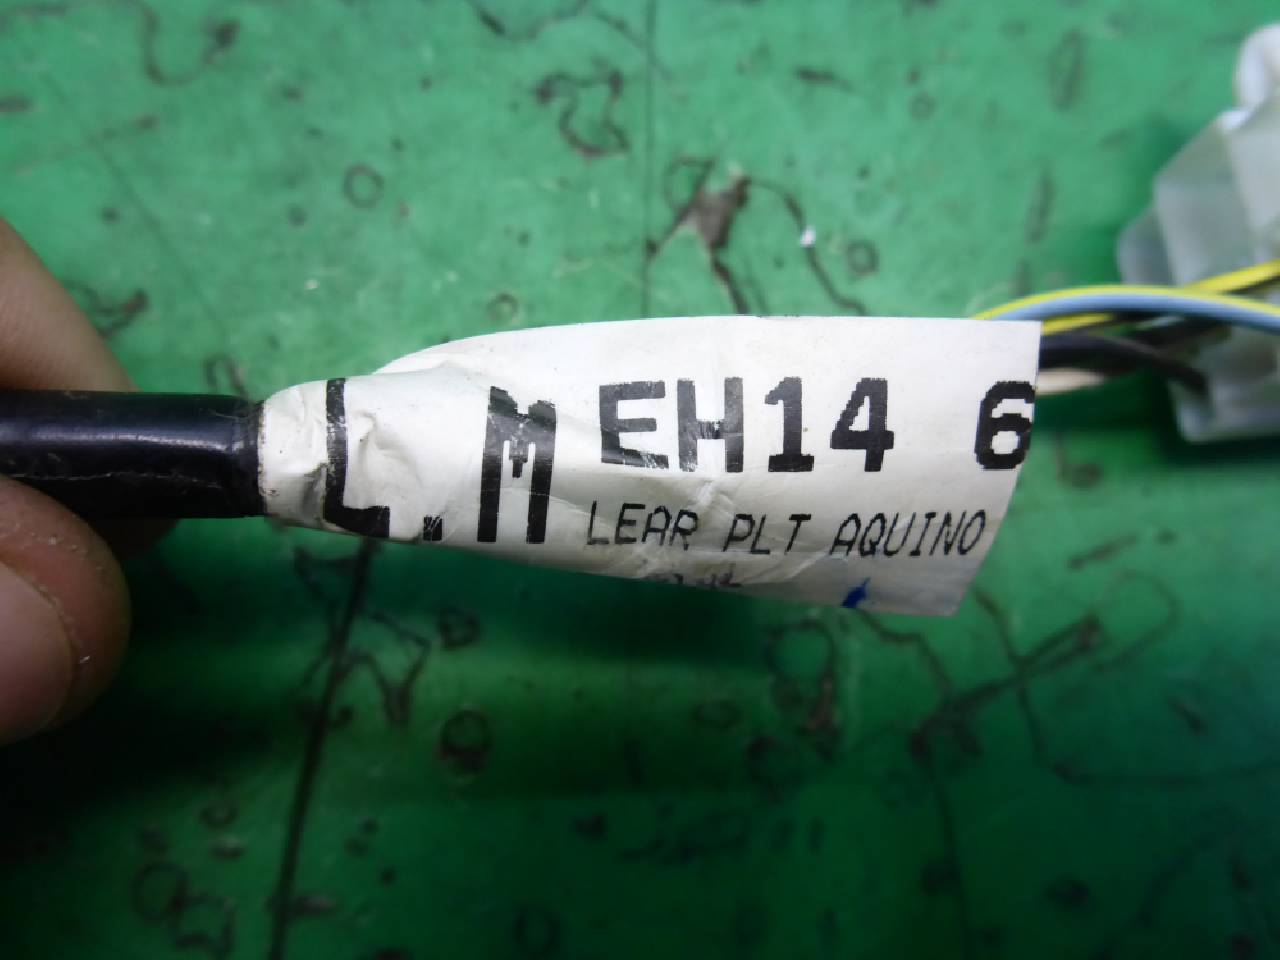 L.M EH14 6
LEAR PLT AQUINO